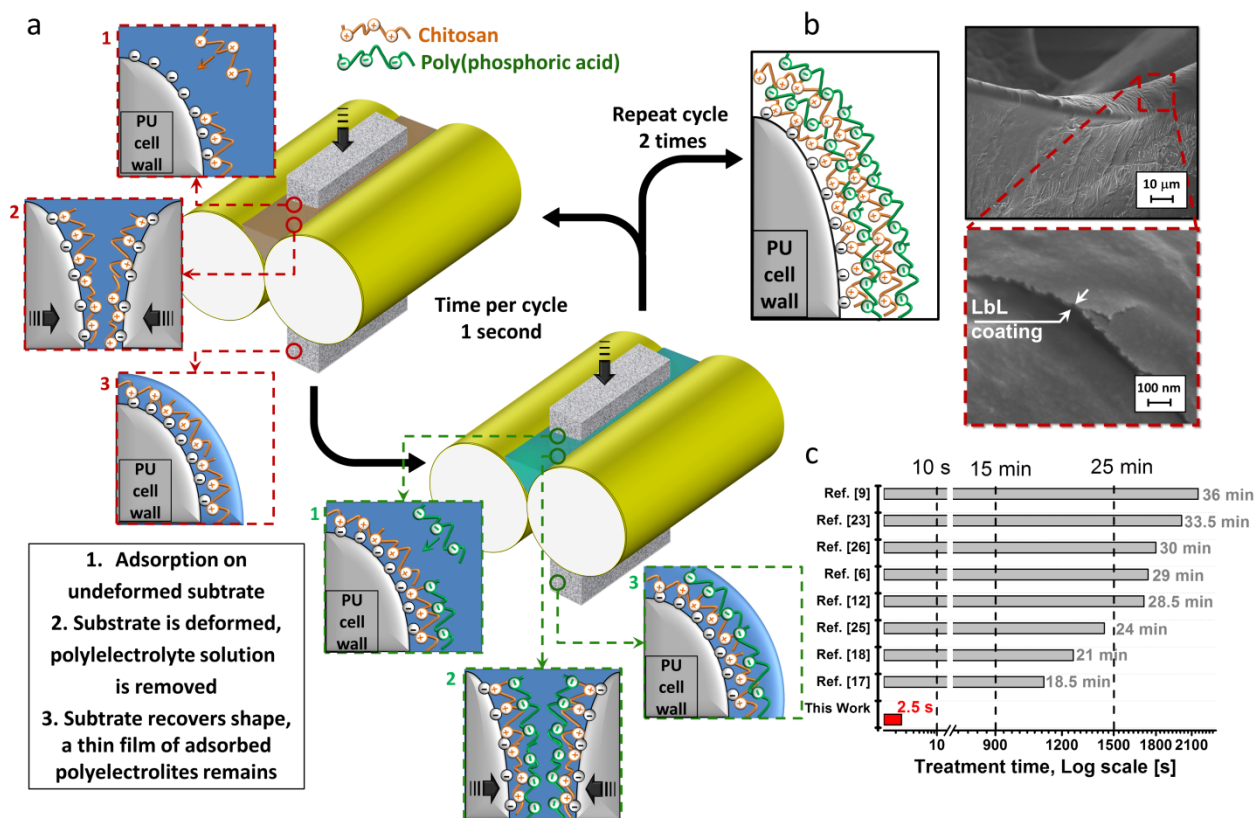 a
Chitosan
Poly(phosphoric acid)
1
PU
cell
wall
2
3
PU
cell
wall
Time per cycle
1 second
Repeat cycle
2 times
1
PU
cell
wall
2
3
PU
cell
wall
1. Adsorption on
undeformed subtrate
2. Substrate is deformed,
polylelectrolyte solution
is removed
3. Subtrate recovers shape,
a thin film of adsorbed
polyelectrolites remains
b
PU
cell
wall
10 µm
LbL
coating
100 nm
c
10 s 15 min 25 min
Ref. [9] 36 min
Ref. [23] 33.5 min
Ref. [26] 30 min
Ref. [6] 29 min
Ref. [12] 28.5 min
Ref. [25] 24 min
Ref. [18] 21 min
Ref. [17] 18.5 min
This Work 2.5 s
10 900 1200 1500 1800 2100
Treatment time, Log scale [s]